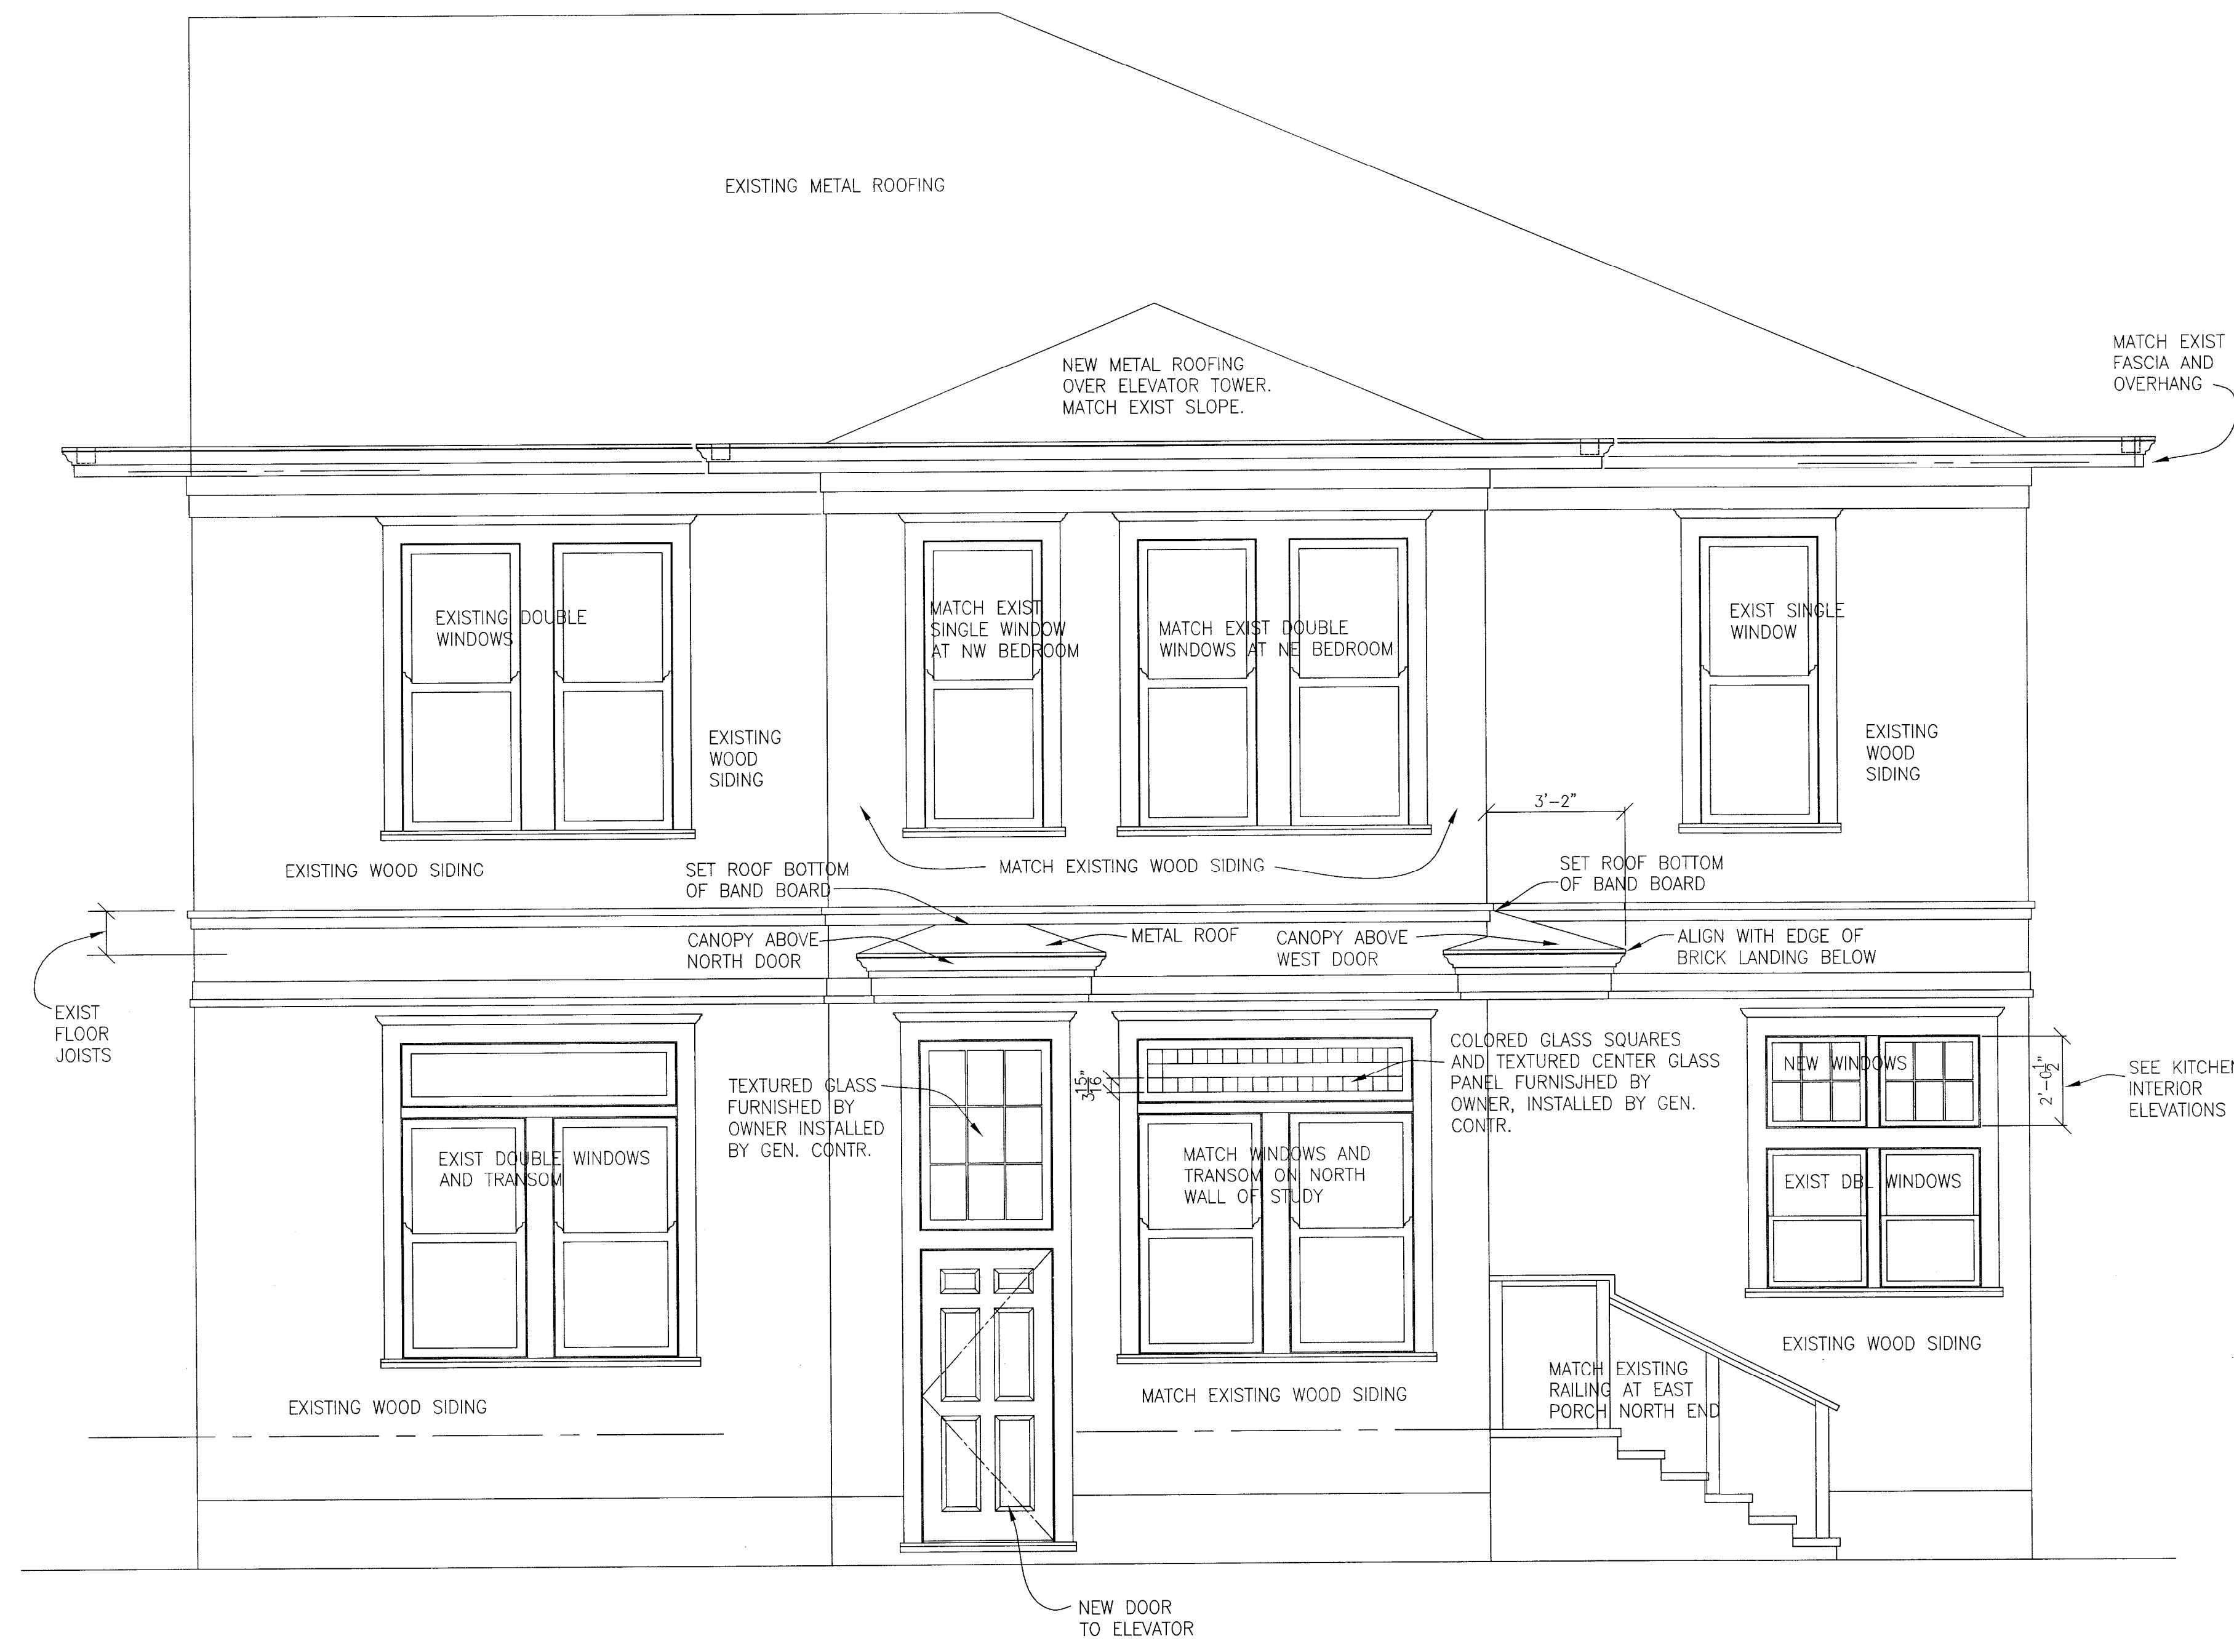 EXISTING METAL ROOFING
MATCH EXIST
FASCIA AND
OVERHANG
NEW METAL ROOFING
OVER ELEVATOR TOWER.
MATCH EXIST SLOPE.
EXISTING DOUBLE
WINDOWS
MATCH EXIST
SINGLE WINDOW
AT NW BEDROOM
MATCH EXIST DOUBLE
WINDOWS AT NE BEDROOM
EXIST SINGLE
WINDOW
EXISTING
WOOD
SIDING
EXISTING
WOOD
SIDING
3'-2"
EXISTING WOOD SIDING
SET ROOF BOTTOM
OF BAND BOARD
MATCH EXISTING WOOD SIDING
SET ROOF BOTTOM
OF BAND BOARD
CANOPY ABOVE
NORTH DOOR
METAL ROOF
CANOPY ABOVE
WEST DOOR
ALIGN WITH EDGE OF
BRICK LANDING BELOW
EXIST
FLOOR
JOISTS
TEXTURED GLASS
FURNISHED BY
OWNER INSTALLED
BY GEN. CONTR.
3 15/16"
COLORED GLASS SQUARES
AND TEXTURED CENTER GLASS
PANEL FURNISJHED BY
OWNER, INSTALLED BY GEN.
CONTR.
NEW WINDOWS
2'-0 1/2"
SEE KITCHEN
INTERIOR
ELEVATIONS
EXIST DOUBLE WINDOWS
AND TRANSOM
MATCH WINDOWS AND
TRANSOM ON NORTH
WALL OF STUDY
EXIST DBL WINDOWS
EXISTING WOOD SIDING
MATCH EXISTING
RAILING AT EAST
PORCH NORTH END
MATCH EXISTING WOOD SIDING
EXISTING WOOD SIDING
NEW DOOR
TO ELEVATOR